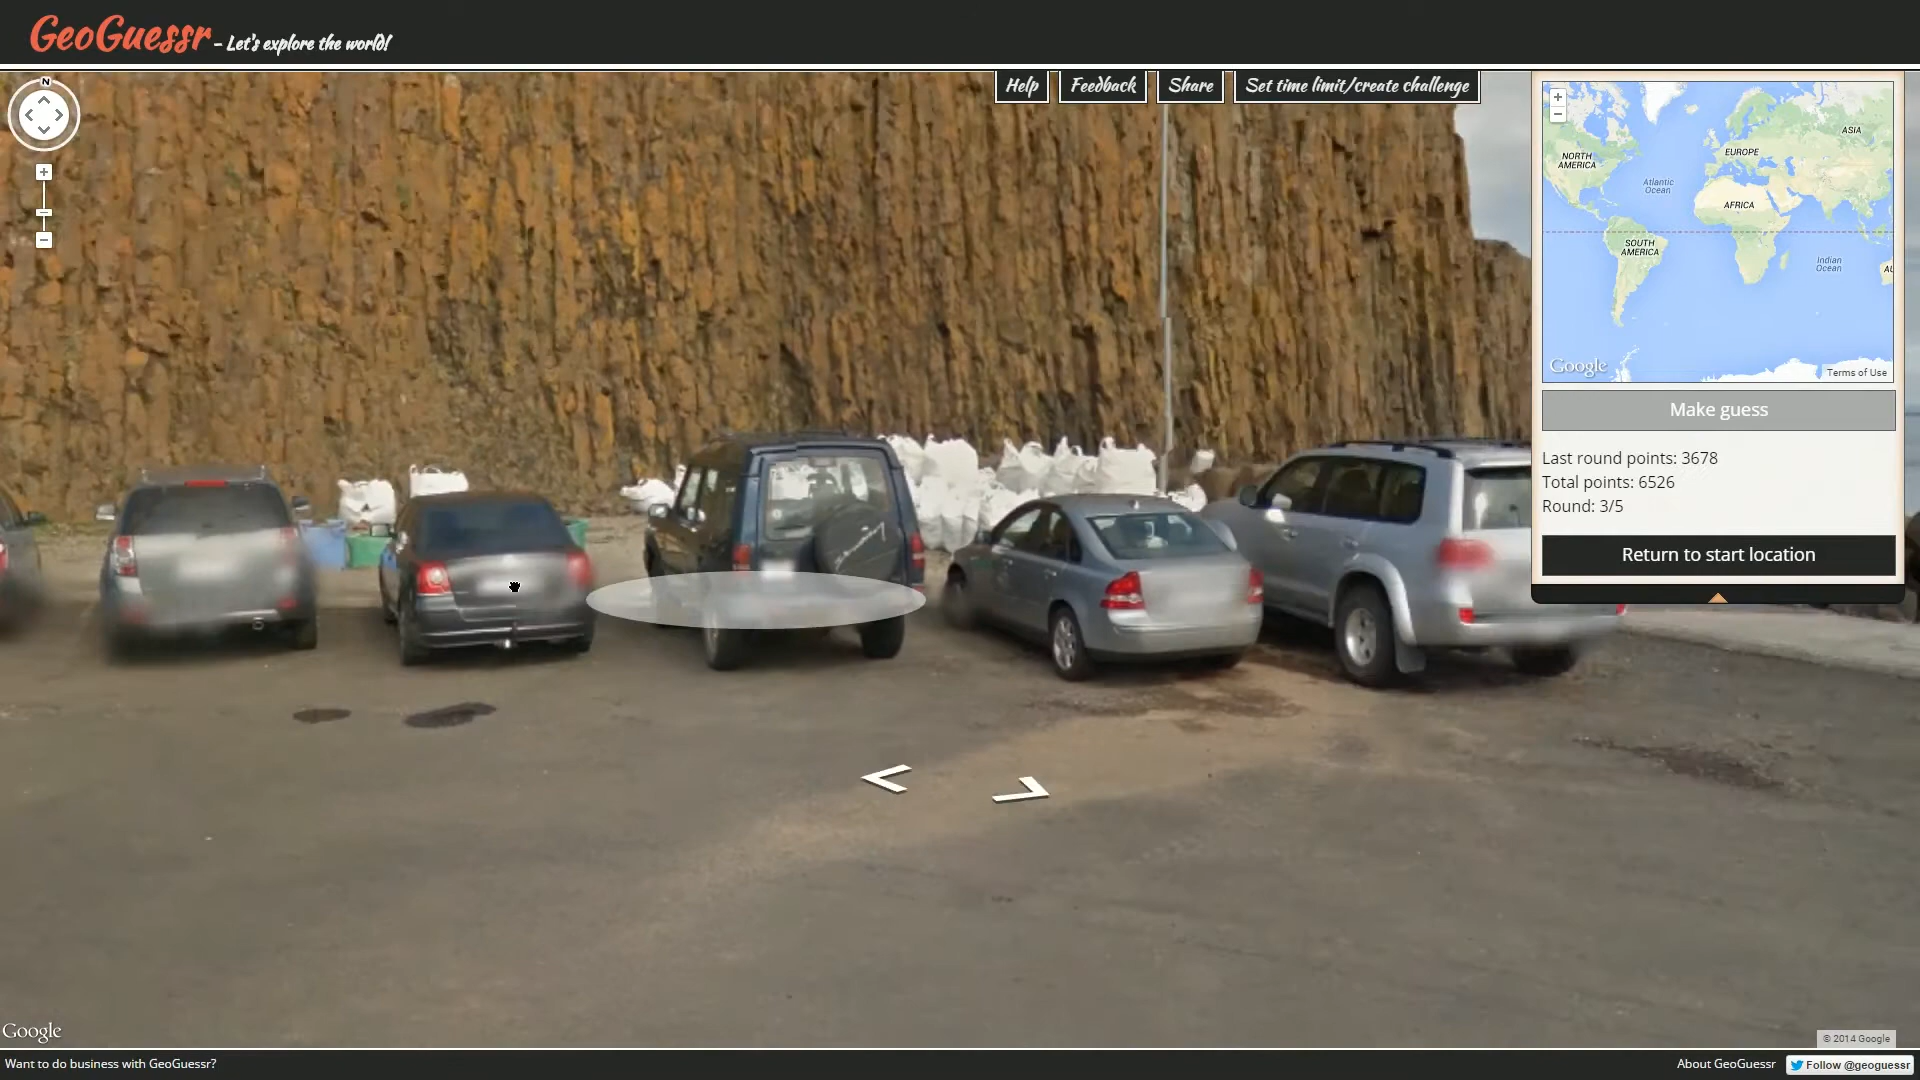 GeoGuessr - Let's explore the world!
Help
Feedback
Share
Set time limit/create challenge
N
+
−
+
−
NORTH AMERICA
EUROPE
ASIA
Atlantic Ocean
AFRICA
SOUTH AMERICA
Indian Ocean
AU
Google
Terms of Use
Make guess
Last round points: 3678
Total points: 6526
Round: 3/5
Return to start location
Google
© 2014 Google
Want to do business with GeoGuessr?
About GeoGuessr
Follow @geoguessr